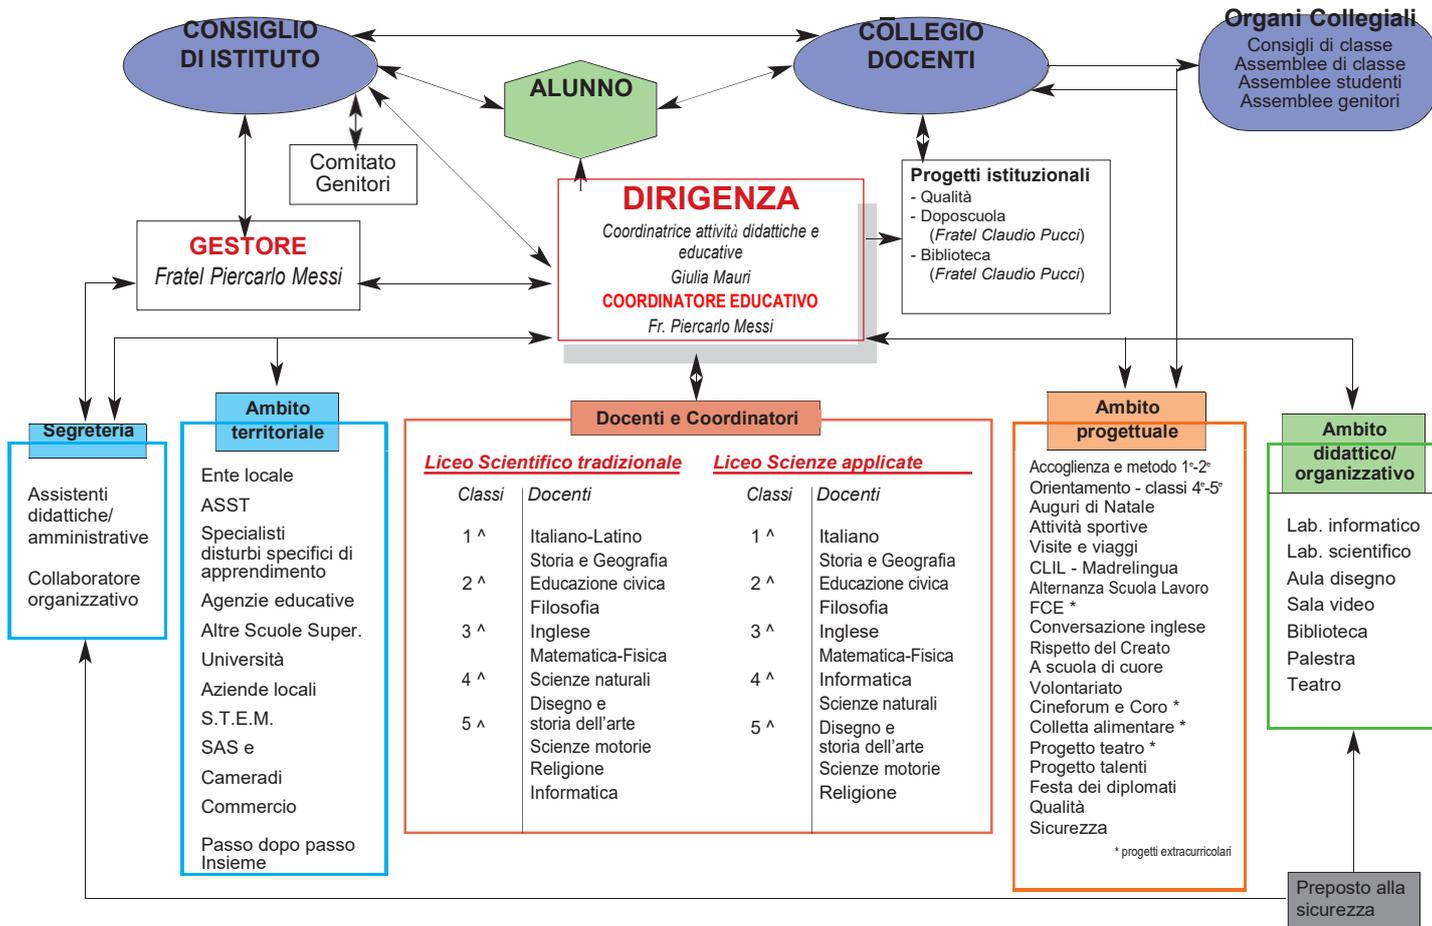 CONSIGLIO
DI ISTITUTO
COLLEGIO
DOCENTI
Organi Collegiali
Consigli di classe
Assemblee di classe
Assemblee studenti
Assemblee genitori
ALUNNO
Comitato
Genitori
GESTORE
Fratel Piercarlo Messi
DIRIGENZA
Coordinatrice attività didattiche e
educative
Giulia Mauri
COORDINATORE EDUCATIVO
Fr. Piercarlo Messi
Progetti istituzionali
- Qualità
- Doposcuola
(Fratel Claudio Pucci)
- Biblioteca
(Fratel Claudio Pucci)
Segreteria
Assistenti
didattiche/
amministrative
Collaboratore
organizzativo
Ambito
territoriale
Ente locale
ASST
Specialisti
disturbi specifici di
apprendimento
Agenzie educative
Altre Scuole Super.
Università
Aziende locali
S.T.E.M.
SAS e
Cameradi
Commercio
Passo dopo passo
Insieme
Docenti e Coordinatori
Liceo Scientifico tradizionale
Classi Docenti
1 ^ Italiano-Latino
Storia e Geografia
2 ^ Educazione civica
Filosofia
3 ^ Inglese
Matematica-Fisica
4 ^ Scienze naturali
Disegno e
5 ^ storia dell'arte
Scienze motorie
Religione
Informatica
Liceo Scienze applicate
Classi Docenti
1 ^ Italiano
Storia e Geografia
2 ^ Educazione civica
Filosofia
3 ^ Inglese
Matematica-Fisica
4 ^ Informatica
Scienze naturali
5 ^ Disegno e
storia dell'arte
Scienze motorie
Religione
Ambito
progettuale
Accoglienza e metodo 1ᵉ-2ᵉ
Orientamento - classi 4ᵉ-5ᵉ
Auguri di Natale
Attività sportive
Visite e viaggi
CLIL - Madrelingua
Alternanza Scuola Lavoro
FCE *
Conversazione inglese
Rispetto del Creato
A scuola di cuore
Volontariato
Cineforum e Coro *
Colletta alimentare *
Progetto teatro *
Progetto talenti
Festa dei diplomati
Qualità
Sicurezza
* progetti extracurricolari
Ambito
didattico/
organizzativo
Lab. informatico
Lab. scientifico
Aula disegno
Sala video
Biblioteca
Palestra
Teatro
Preposto alla
sicurezza